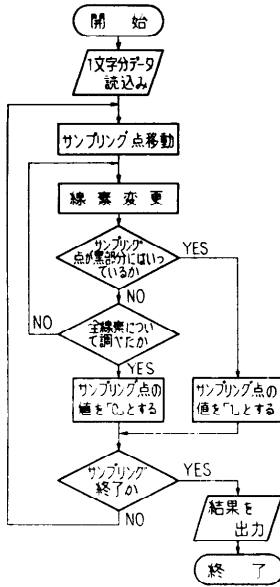 開 始
1文字分データ
読込み
サンプリング点移動
線 素 変 更
サンプリング
点が黒部分にはいっ
ているか
YES
NO
全線素につい
て調べたか
NO
YES
サンプリング点の
値を「0」とする
サンプリング点の
値を「1」とする
サンプリング
終了か
YES
NO
結果を
出力
終 了